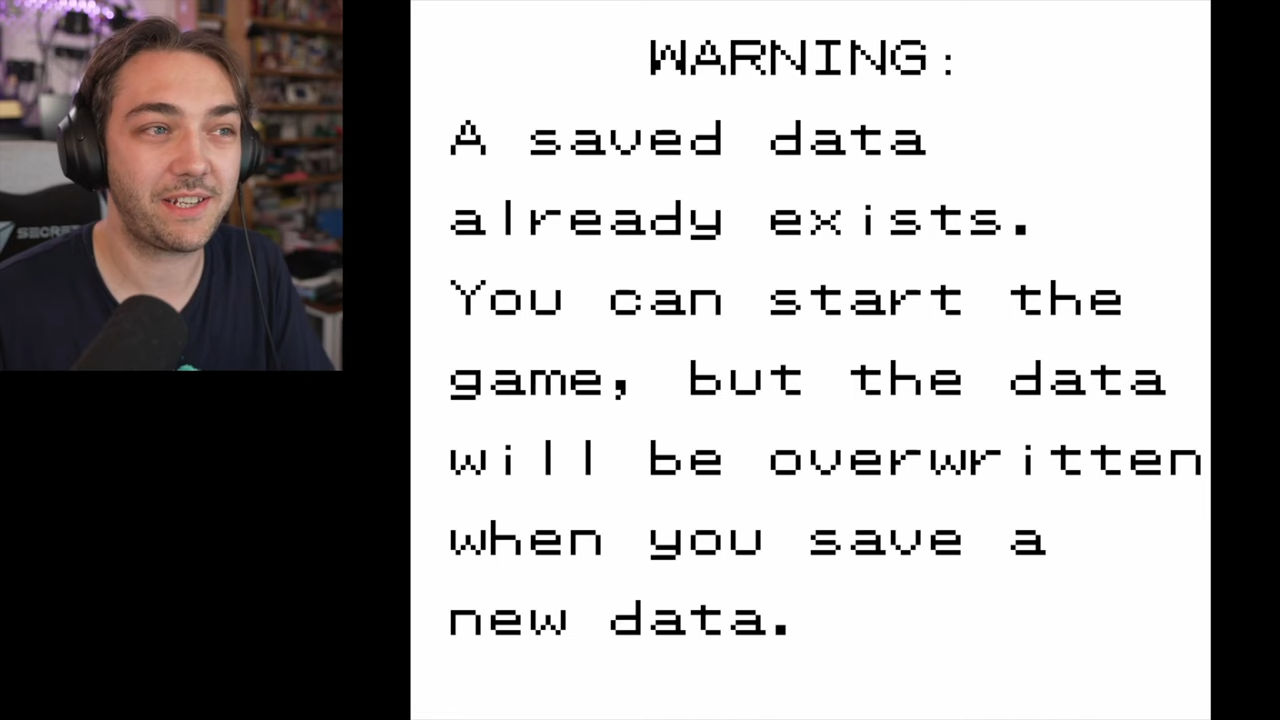 WARNING:
A saved data
already exists.
You can start the
game, but the data
will be overwritten
when you save a
new data.
SECRET